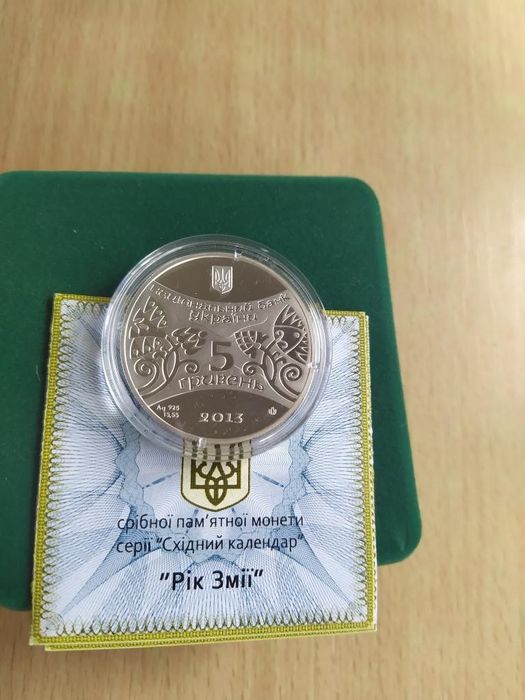 національний банк
України
5
гривень
Ag 925
15,55
2013
срібної пам'ятної монети
серії "Східний календар"
"Рік Змії"